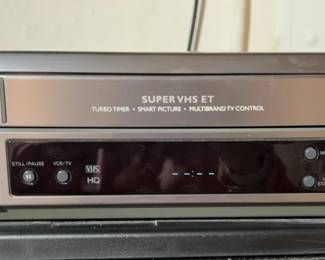 SUPER VHS ET
TURBO TIMER • SMART PICTURE • MULTIBRAND TV CONTROL
STILL/PAUSE VCR/TV VHS
HQ --:--